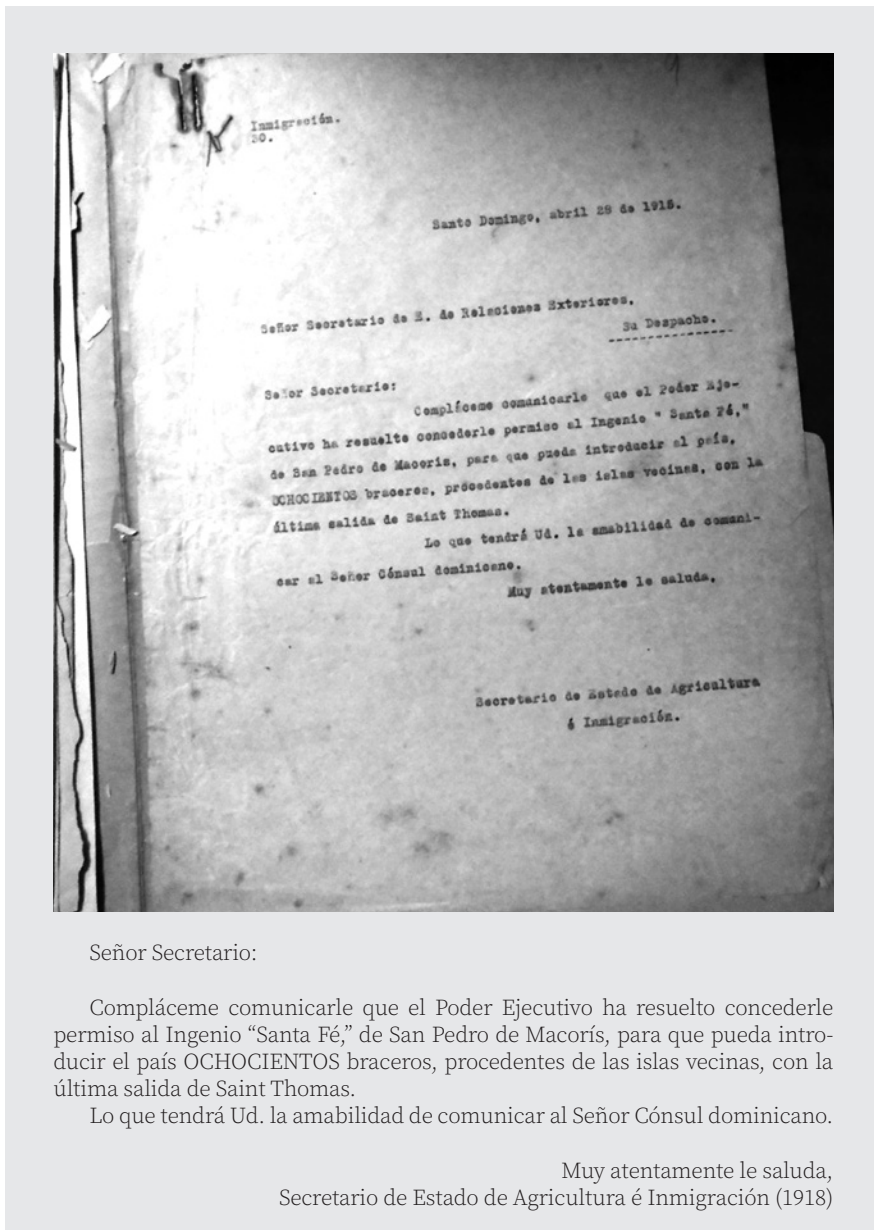 Inmigración.
30.
Santo Domingo, abril 28 de 1915.
Señor Secretario de E. de Relaciones Exteriores,
Su Despacho.
Señor Secretario:
Compláceme comunicarle que el Poder Eje-
cutivo ha resuelto concederle permiso al Ingenio " Santa Fé,"
de San Pedro de Macoris, para que pueda introducir al país,
OCHOCIENTOS braceros, procedentes de las islas vecinas, con la
última salida de Saint Thomas.
Lo que tendrá Ud. la amabilidad de comuni-
car al Señor Cónsul dominicano.
Muy atentamente le saluda,
Secretario de Estado de Agricultura
é Inmigración.
Señor Secretario:
Compláceme comunicarle que el Poder Ejecutivo ha resuelto concederle
permiso al Ingenio “Santa Fé,” de San Pedro de Macorís, para que pueda intro-
ducir el país OCHOCIENTOS braceros, procedentes de las islas vecinas, con la
última salida de Saint Thomas.
Lo que tendrá Ud. la amabilidad de comunicar al Señor Cónsul dominicano.
Muy atentamente le saluda,
Secretario de Estado de Agricultura é Inmigración (1918)